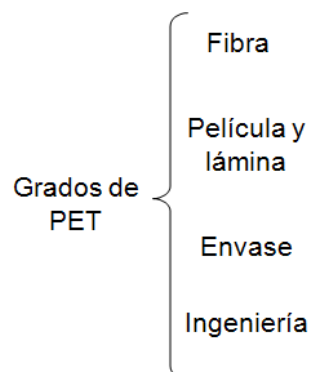 Fibra
Película y
lámina
Grados de
PET
Envase
Ingeniería